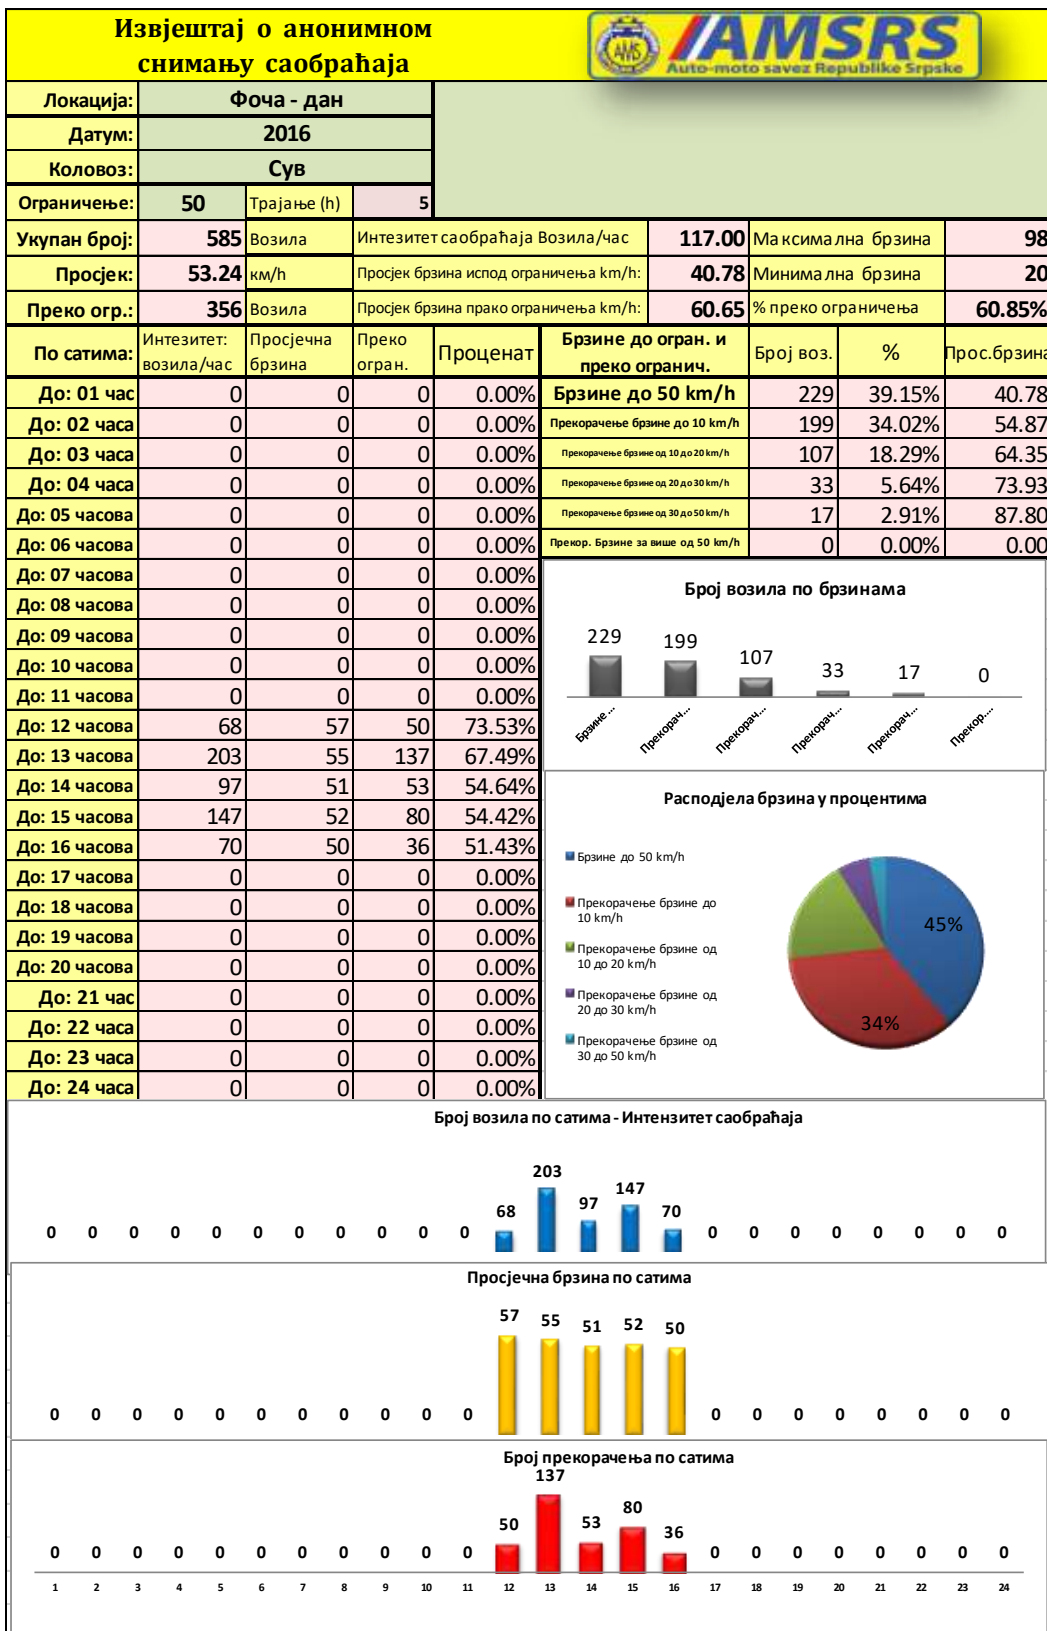 Извјештај о анонимном
снимању саобраћаја
AMS
AMSRS
Auto-moto savez Republike Srpske
Локација: Фоча - дан
Датум: 2016
Коловоз: Сув
Ограничење: 50 Трајање (h) 5
Укупан број: 585 Возила Интезитет саобраћаја Возила/час 117.00 Максимална брзина 98
Просјек: 53.24 км/h Просјек брзина испод ограничења km/h: 40.78 Минимална брзина 20
Преко огр.: 356 Возила Просјек брзина прако ограничења km/h: 60.65 % преко ограничења 60.85%
По сатима: Интезитет: возила/час Просјечна брзина Преко огран. Проценат Брзине до огран. и преко огранич. Број воз. % Прос.брзина
До: 01 час 0 0 0 0.00% Брзине до 50 km/h 229 39.15% 40.78
До: 02 часа 0 0 0 0.00% Прекорачење брзине до 10 km/h 199 34.02% 54.87
До: 03 часа 0 0 0 0.00% Прекорачење брзине од 10 до 20 km/h 107 18.29% 64.35
До: 04 часа 0 0 0 0.00% Прекорачење брзине од 20 до 30 km/h 33 5.64% 73.93
До: 05 часова 0 0 0 0.00% Прекорачење брзине од 30 до 50 km/h 17 2.91% 87.80
До: 06 часова 0 0 0 0.00% Прекор. Брзине за више од 50 km/h 0 0.00% 0.00
До: 07 часова 0 0 0 0.00%
До: 08 часова 0 0 0 0.00%
До: 09 часова 0 0 0 0.00%
До: 10 часова 0 0 0 0.00%
До: 11 часова 0 0 0 0.00%
До: 12 часова 68 57 50 73.53%
До: 13 часова 203 55 137 67.49%
До: 14 часова 97 51 53 54.64%
До: 15 часова 147 52 80 54.42%
До: 16 часова 70 50 36 51.43%
До: 17 часова 0 0 0 0.00%
До: 18 часова 0 0 0 0.00%
До: 19 часова 0 0 0 0.00%
До: 20 часова 0 0 0 0.00%
До: 21 час 0 0 0 0.00%
До: 22 часа 0 0 0 0.00%
До: 23 часа 0 0 0 0.00%
До: 24 часа 0 0 0 0.00%
Број возила по брзинама
229 199 107 33 17 0
Брзине... Прекорач... Прекорач... Прекорач... Прекорач... Прекор....
Расподјела брзина у процентима
Брзине до 50 km/h
Прекорачење брзине до
10 km/h
Прекорачење брзине од
10 до 20 km/h
Прекорачење брзине од
20 до 30 km/h
Прекорачење брзине од
30 до 50 km/h
45%
34%
Број возила по сатима - Интензитет саобраћаја
0 0 0 0 0 0 0 0 0 0 0 68 203 97 147 70 0 0 0 0 0 0 0 0
Просјечна брзина по сатима
0 0 0 0 0 0 0 0 0 0 0 57 55 51 52 50 0 0 0 0 0 0 0 0
Број прекорачења по сатима
0 0 0 0 0 0 0 0 0 0 0 50 137 53 80 36 0 0 0 0 0 0 0 0
1 2 3 4 5 6 7 8 9 10 11 12 13 14 15 16 17 18 19 20 21 22 23 24